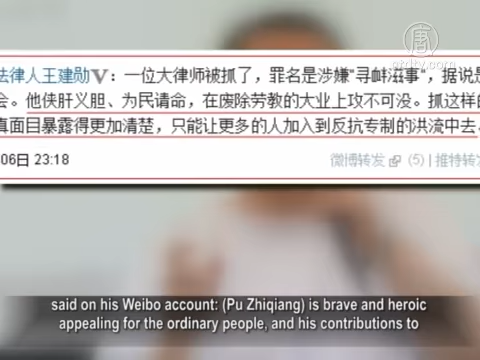 ntdtv.com
法律人王建勋V：一位大律师被抓了，罪名是涉嫌"寻衅滋事"，据说是
会。他侠肝义胆、为民请命，在废除劳教的大业上攻不可没。抓这样的
真面目暴露得更加清楚，只能让更多的人加入到反抗专制的洪流中去。
06日 23:18
微博转发 (5) | 推特转发
said on his Weibo account: (Pu Zhiqiang) is brave and heroic
appealing for the ordinary people, and his contributions to